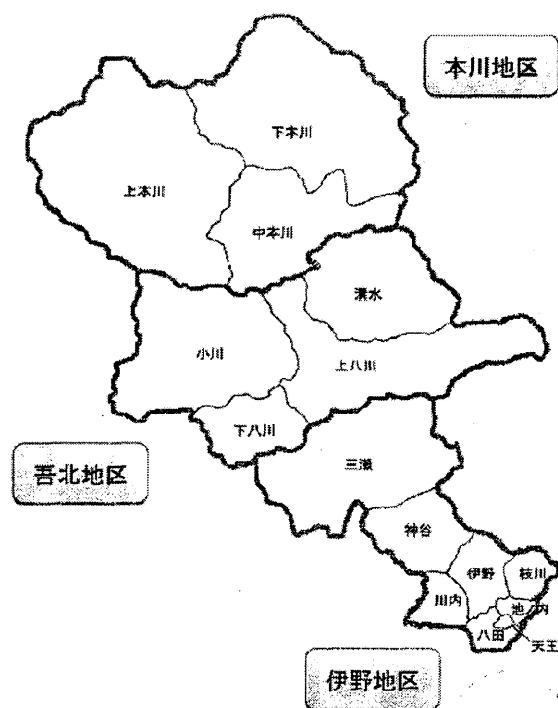 本川地区
下本川
上本川
中本川
清水
小川
上八川
下八川
吾北地区
三瀬
神谷
伊野
枝川
川内
池ノ内
八田
天王
伊野地区